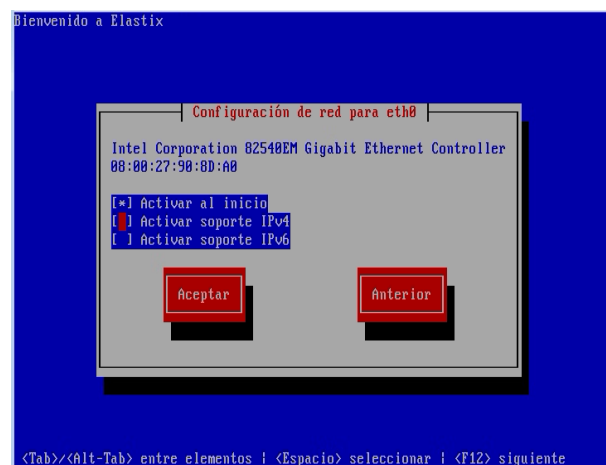 Bienvenido a Elastix
Configuración de red para eth0
Intel Corporation 82540EM Gigabit Ethernet Controller
08:00:27:90:8D:A0
[*] Activar al inicio
[ ] Activar soporte IPv4
[ ] Activar soporte IPv6
Aceptar Anterior
<Tab>/<Alt-Tab> entre elementos ¦ <Espacio> seleccionar ¦ <F12> siguiente